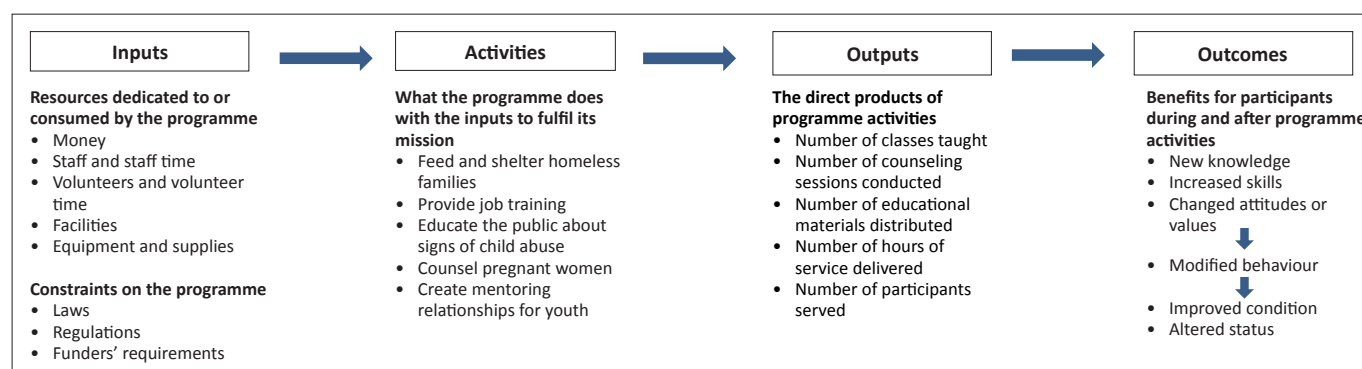 Inputs
Resources dedicated to or
consumed by the programme
• Money
• Staff and staff time
• Volunteers and volunteer
time
• Facilities
• Equipment and supplies
Constraints on the programme
• Laws
• Regulations
• Funders’ requirements
Activities
What the programme does
with the inputs to fulfil its
mission
• Feed and shelter homeless
families
• Provide job training
• Educate the public about
signs of child abuse
• Counsel pregnant women
• Create mentoring
relationships for youth
Outputs
The direct products of
programme activities
• Number of classes taught
• Number of counseling
sessions conducted
• Number of educational
materials distributed
• Number of hours of
service delivered
• Number of participants
served
Outcomes
Benefits for participants
during and after programme
activities
• New knowledge
• Increased skills
• Changed attitudes or
values
• Modified behaviour
• Improved condition
• Altered status